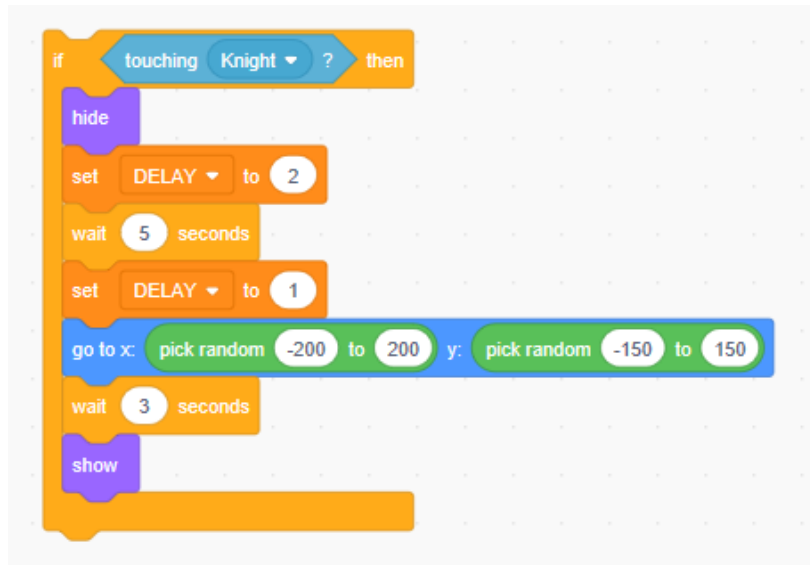 if touching Knight ? then
hide
set DELAY to 2
wait 5 seconds
set DELAY to 1
go to x: pick random -200 to 200 y: pick random -150 to 150
wait 3 seconds
show